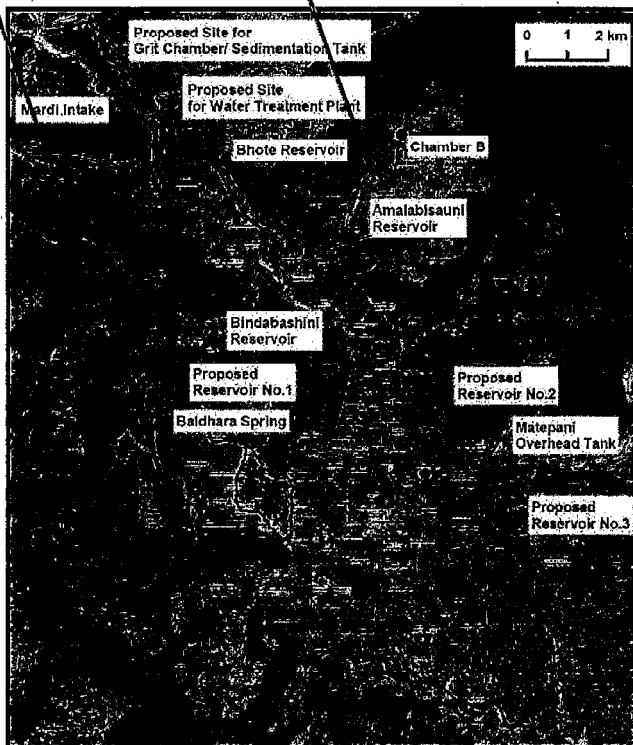 Proposed Site for
Grit Chamber/ Sedimentation Tank
0 1 2 km
Proposed Site
for Water Treatment Plant
Mardi Intake
Bhote Reservoir
Chamber B
Amalabisauni
Reservoir
Bindabashini
Reservoir
Proposed
Reservoir No.1
Proposed
Reservoir No.2
Baldhara Spring
Matepani
Overhead Tank
Proposed
Reservoir No.3